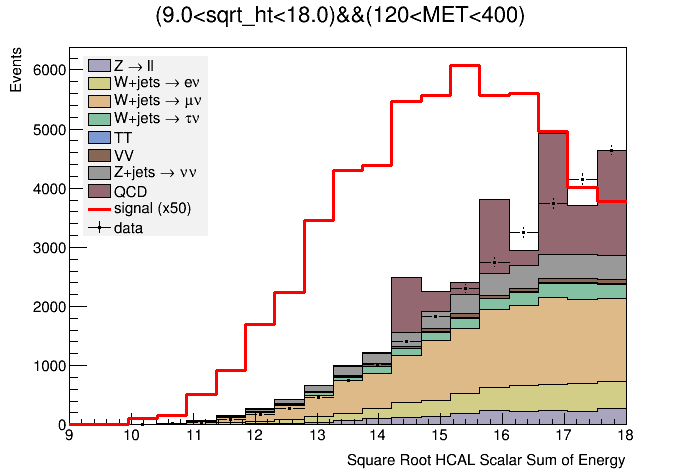 (9.0<sqrt_ht<18.0)&&(120<MET<400)
Events
6000
5000
4000
3000
2000
1000
0
Z → ll
W+jets → eν
W+jets → μν
W+jets → τν
TT
VV
Z+jets → νν
QCD
signal (x50)
data
9 10 11 12 13 14 15 16 17 18
Square Root HCAL Scalar Sum of Energy